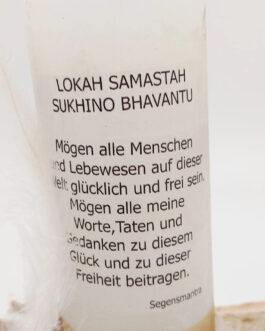 LOKAH SAMASTAH
SUKHINO BHAVANTU
Mögen alle Menschen
und Lebewesen auf dieser
Welt glücklich und frei sein.
Mögen alle meine
Worte,Taten und
Gedanken zu diesem
Glück und zu dieser
Freiheit beitragen.
Segensmantra